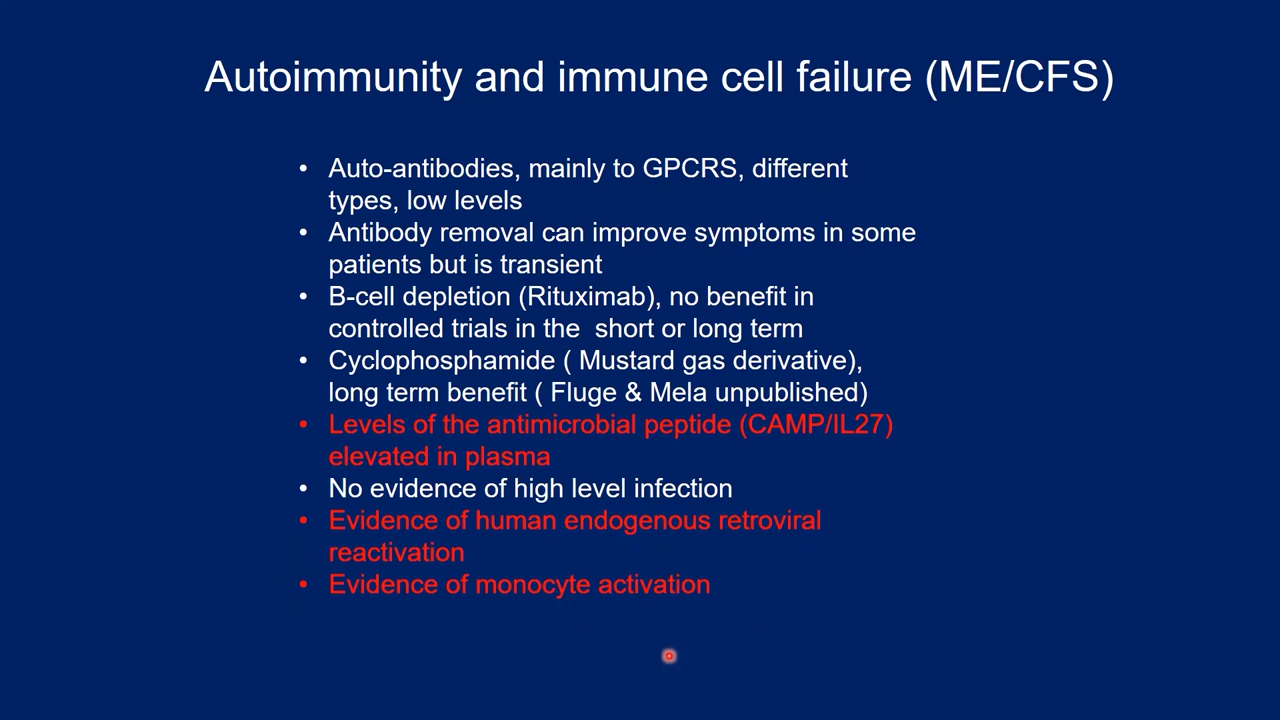 Autoimmunity and immune cell failure (ME/CFS)
• Auto-antibodies, mainly to GPCRS, different
types, low levels
• Antibody removal can improve symptoms in some
patients but is transient
• B-cell depletion (Rituximab), no benefit in
controlled trials in the  short or long term
• Cyclophosphamide ( Mustard gas derivative),
long term benefit ( Fluge & Mela unpublished)
• Levels of the antimicrobial peptide (CAMP/IL27)
elevated in plasma
• No evidence of high level infection
• Evidence of human endogenous retroviral
reactivation
• Evidence of monocyte activation